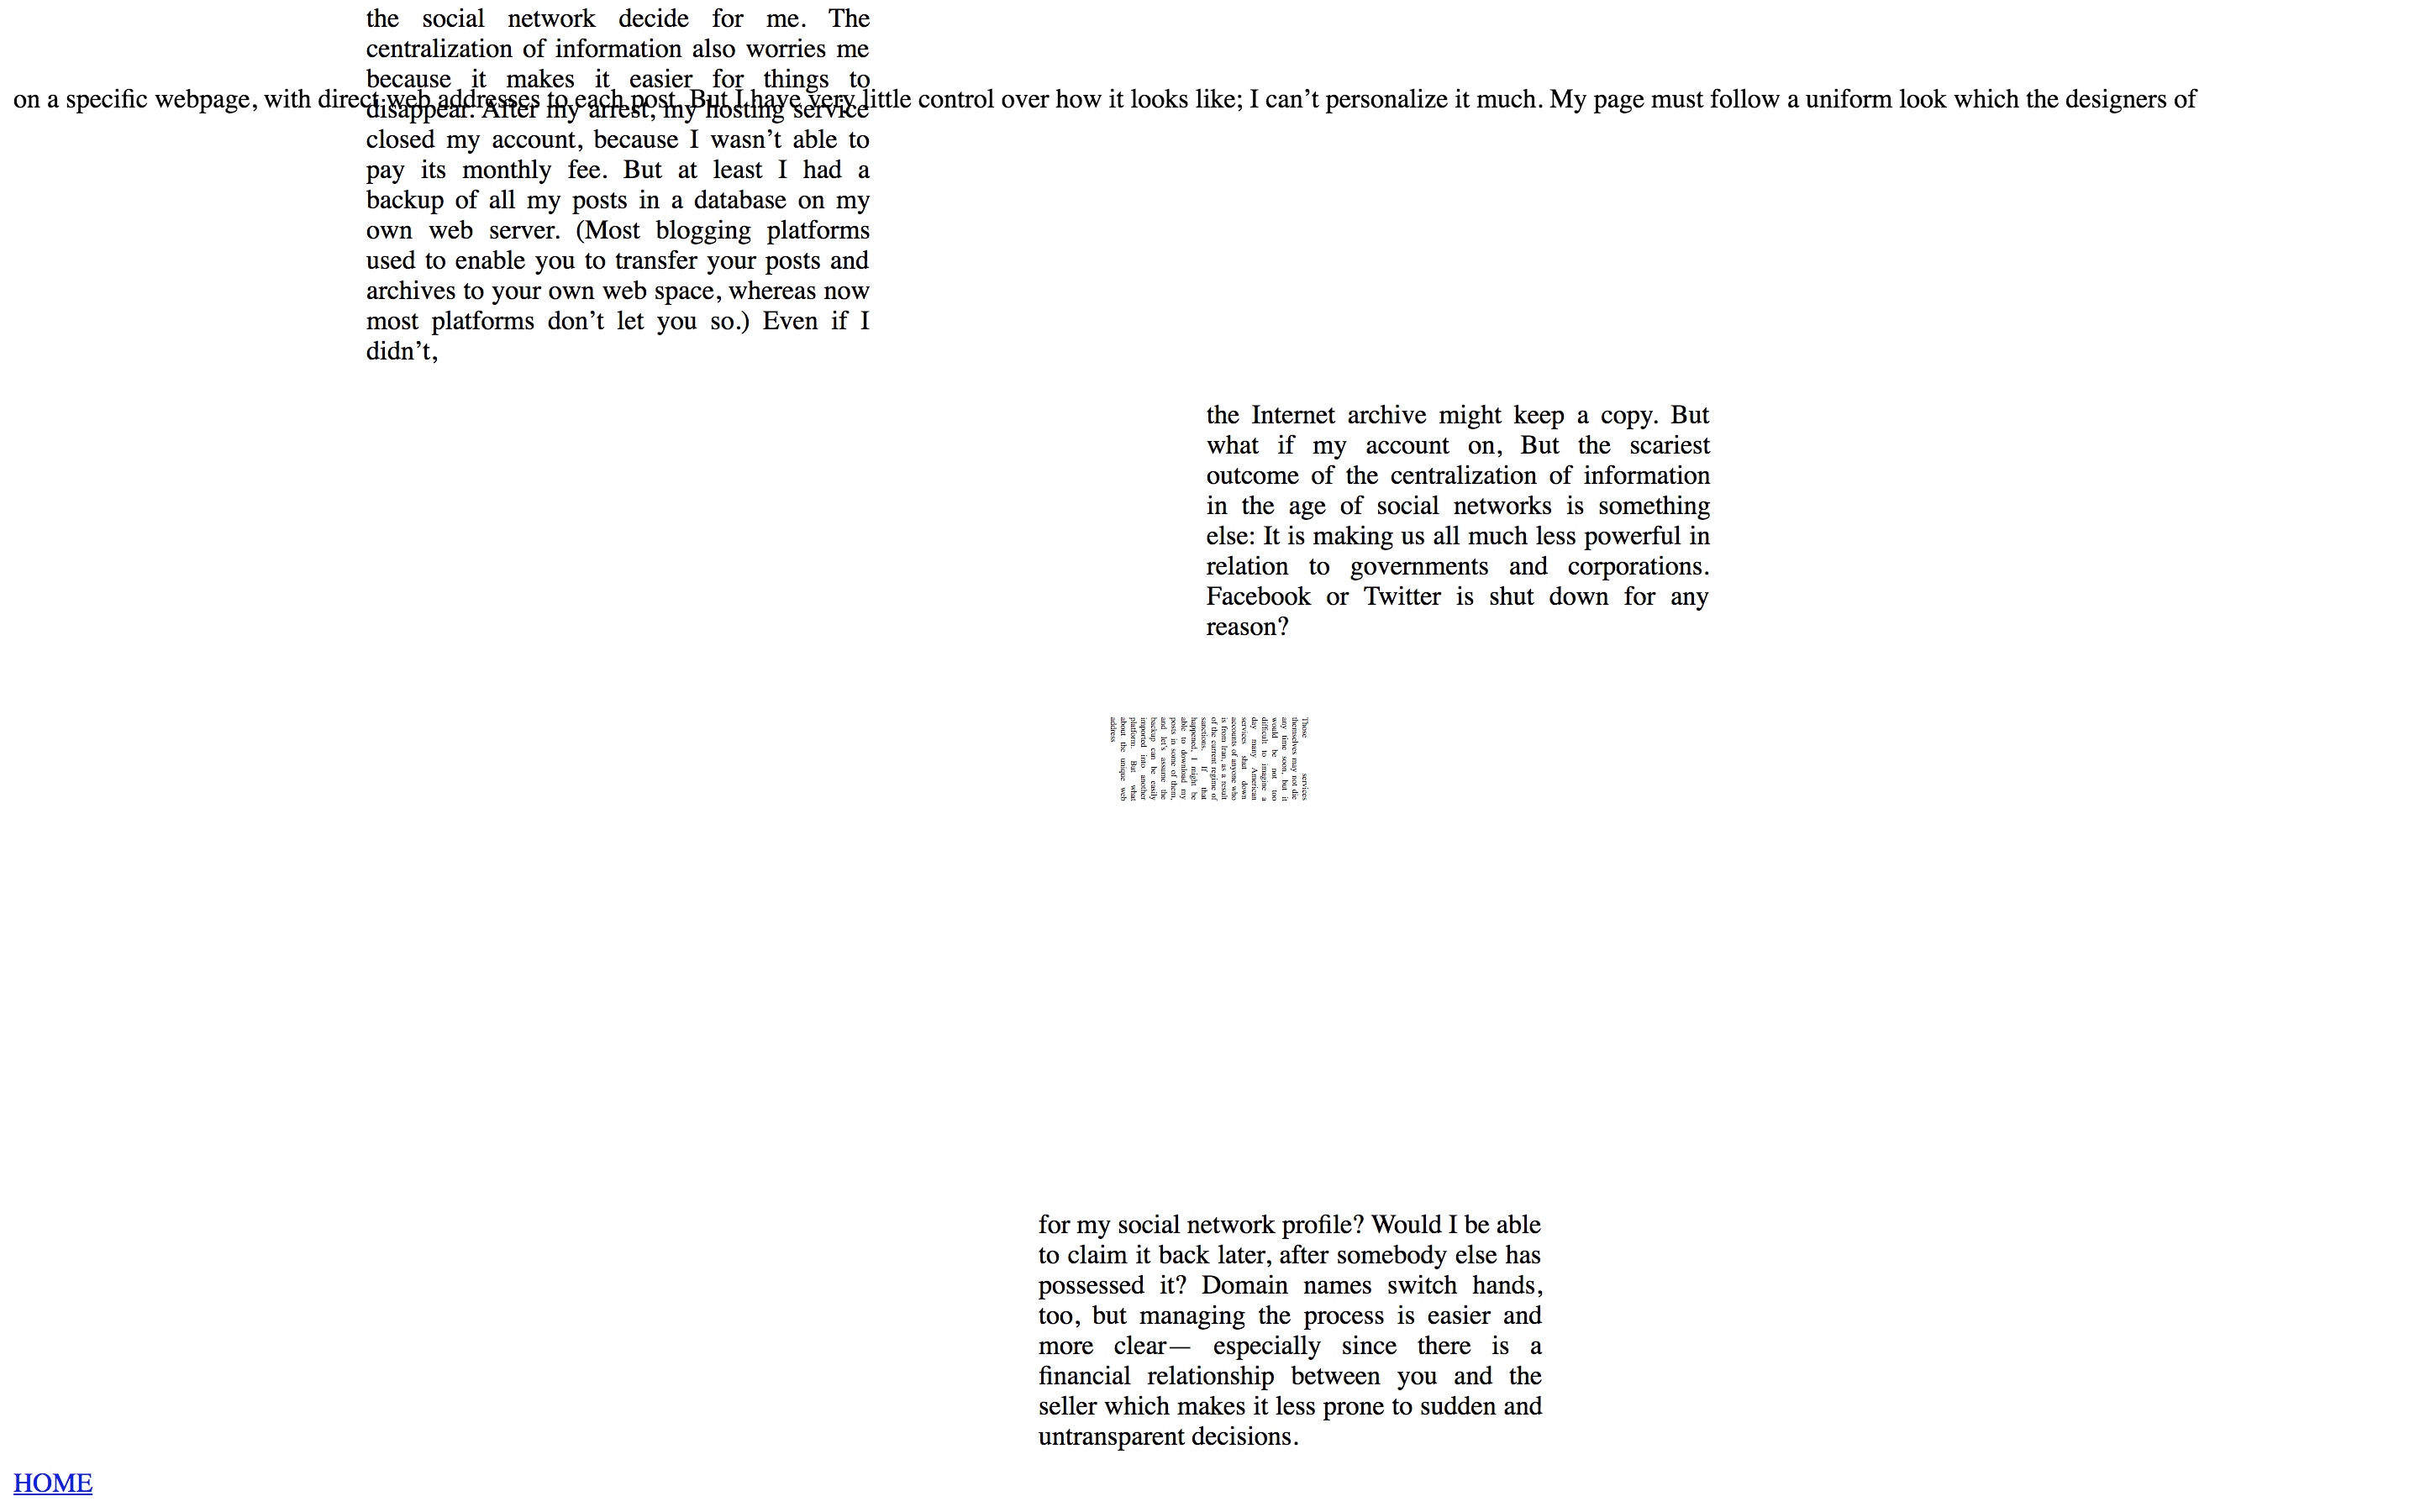 on a specific webpage, with direct web addresses to each post. But I have very little control over how it looks like; I can’t personalize it much. My page must follow a uniform look which the designers of
the social network decide for me. The
centralization of information also worries me
because it makes it easier for things to
disappear. After my arrest, my hosting service
closed my account, because I wasn’t able to
pay its monthly fee. But at least I had a
backup of all my posts in a database on my
own web server. (Most blogging platforms
used to enable you to transfer your posts and
archives to your own web space, whereas now
most platforms don’t let you so.) Even if I
didn’t,
the Internet archive might keep a copy. But
what if my account on, But the scariest
outcome of the centralization of information
in the age of social networks is something
else: It is making us all much less powerful in
relation to governments and corporations.
Facebook or Twitter is shut down for any
reason?
Those services
themselves may not die
any time soon, but it
would be not too
difficult to imagine a
day many American
services shut down
accounts of anyone who
is from Iran, as a result
of the current regime of
sanctions. If that
happened, I might be
able to download my
posts in some of them,
and let’s assume the
backup can be easily
imported into another
platform. But what
about the unique web
address
for my social network profile? Would I be able
to claim it back later, after somebody else has
possessed it? Domain names switch hands,
too, but managing the process is easier and
more clear— especially since there is a
financial relationship between you and the
seller which makes it less prone to sudden and
untransparent decisions.
HOME